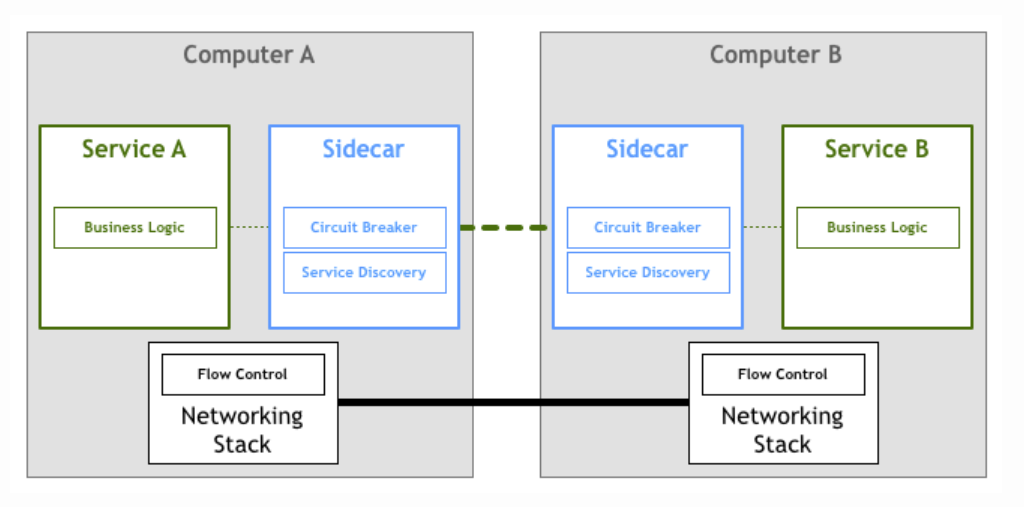 Computer A
Service A
Business Logic
Sidecar
Circuit Breaker
Service Discovery
Flow Control
Networking
Stack
Computer B
Sidecar
Circuit Breaker
Service Discovery
Service B
Business Logic
Flow Control
Networking
Stack